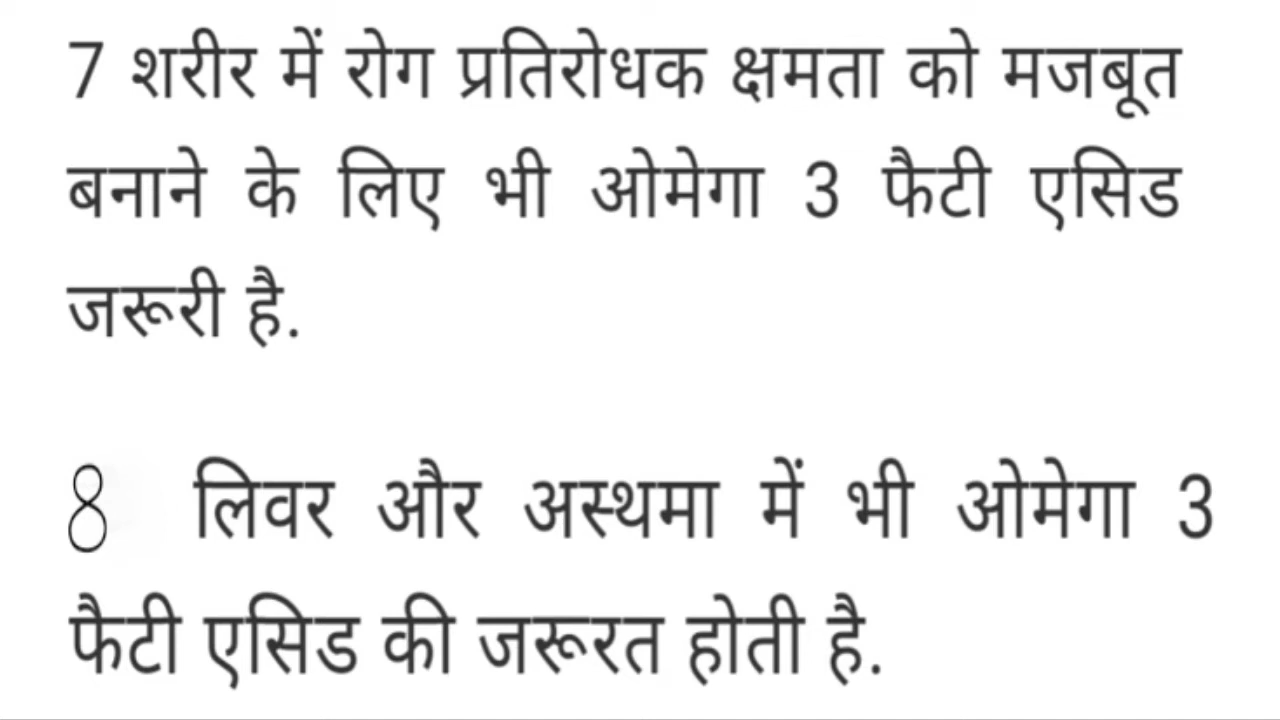 7 शरीर में रोग प्रतिरोधक क्षमता को मजबूत
बनाने के लिए भी ओमेगा 3 फैटी एसिड
जरूरी है.
8 लिवर और अस्थमा में भी ओमेगा 3
फैटी एसिड की जरूरत होती है.